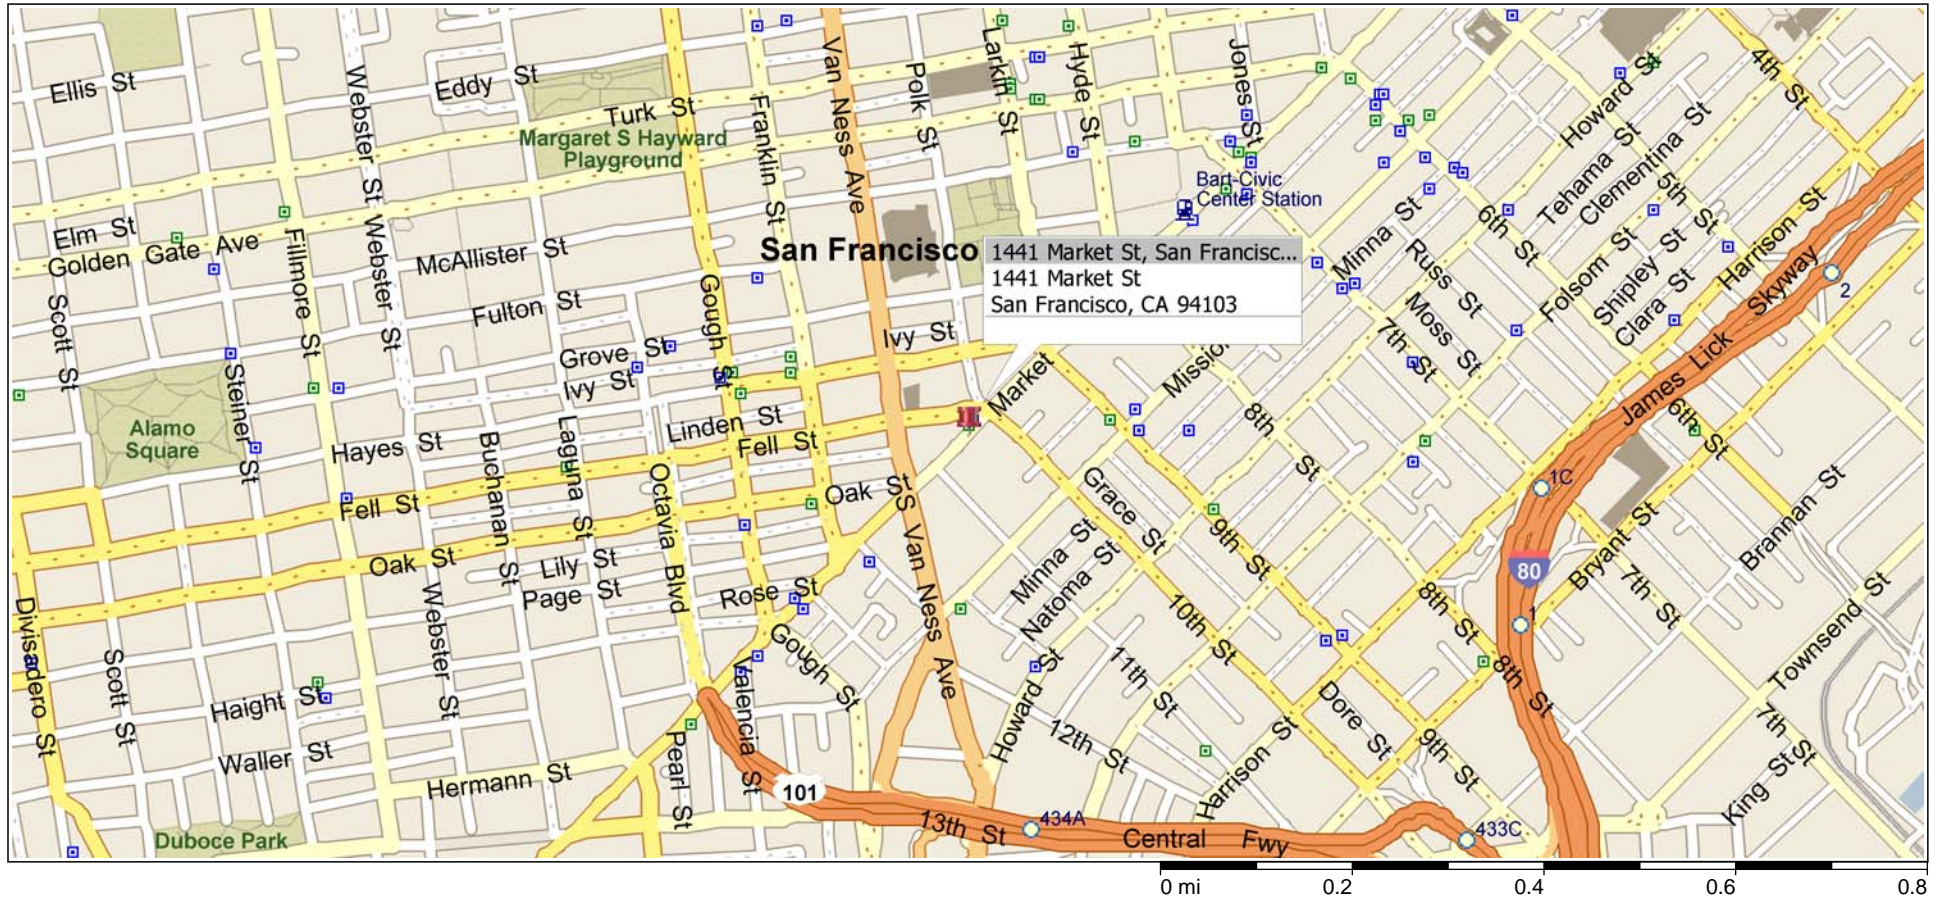 Ellis St
Webster St
Eddy St
Turk St
Margaret S Hayward
Playground
Franklin St
Van Ness Ave
Polk St
Larkin St
Hyde St
Jones St
Howard St
4th St
Tehama St
Clementina St
5th St
Bart-Civic
Center Station
Minna St
6th St
Elm St
Golden Gate Ave
Fillmore St
Webster St
McAllister St
San Francisco
1441 Market St, San Francisc...
1441 Market St
San Francisco, CA 94103
Russ St
Folsom St
Shipley St
Clara St
Harrison St
Skyway
2
Scott St
Fulton St
Gough St
Ivy St
Moss St
7th St
Grove St
Ivy St
Market
Missio
James Lick
Steiner St
Alamo
Square
Hayes St
Buchanan St
Laguna St
Linden St
Fell St
8th St
6th St
1C
Fell St
Octavia Blvd
Oak St
S Van Ness Ave
Grace St
9th St
Brannan St
Bryant St
Oak St
Lily St
Page St
Rose St
Minna St
Natoma St
10th St
80
1
8th St
7th St
Townsend St
Divisadero St
Scott St
Webster St
Gough St
Valencia St
Howard St
11th St
12th St
Dore St
9th St
8th St
7th St
Haight St
Waller St
Hermann St
Pearl St
101
Harrison St
King St
Duboce Park
13th St
434A
Central Fwy
433C
0 mi 0.2 0.4 0.6 0.8